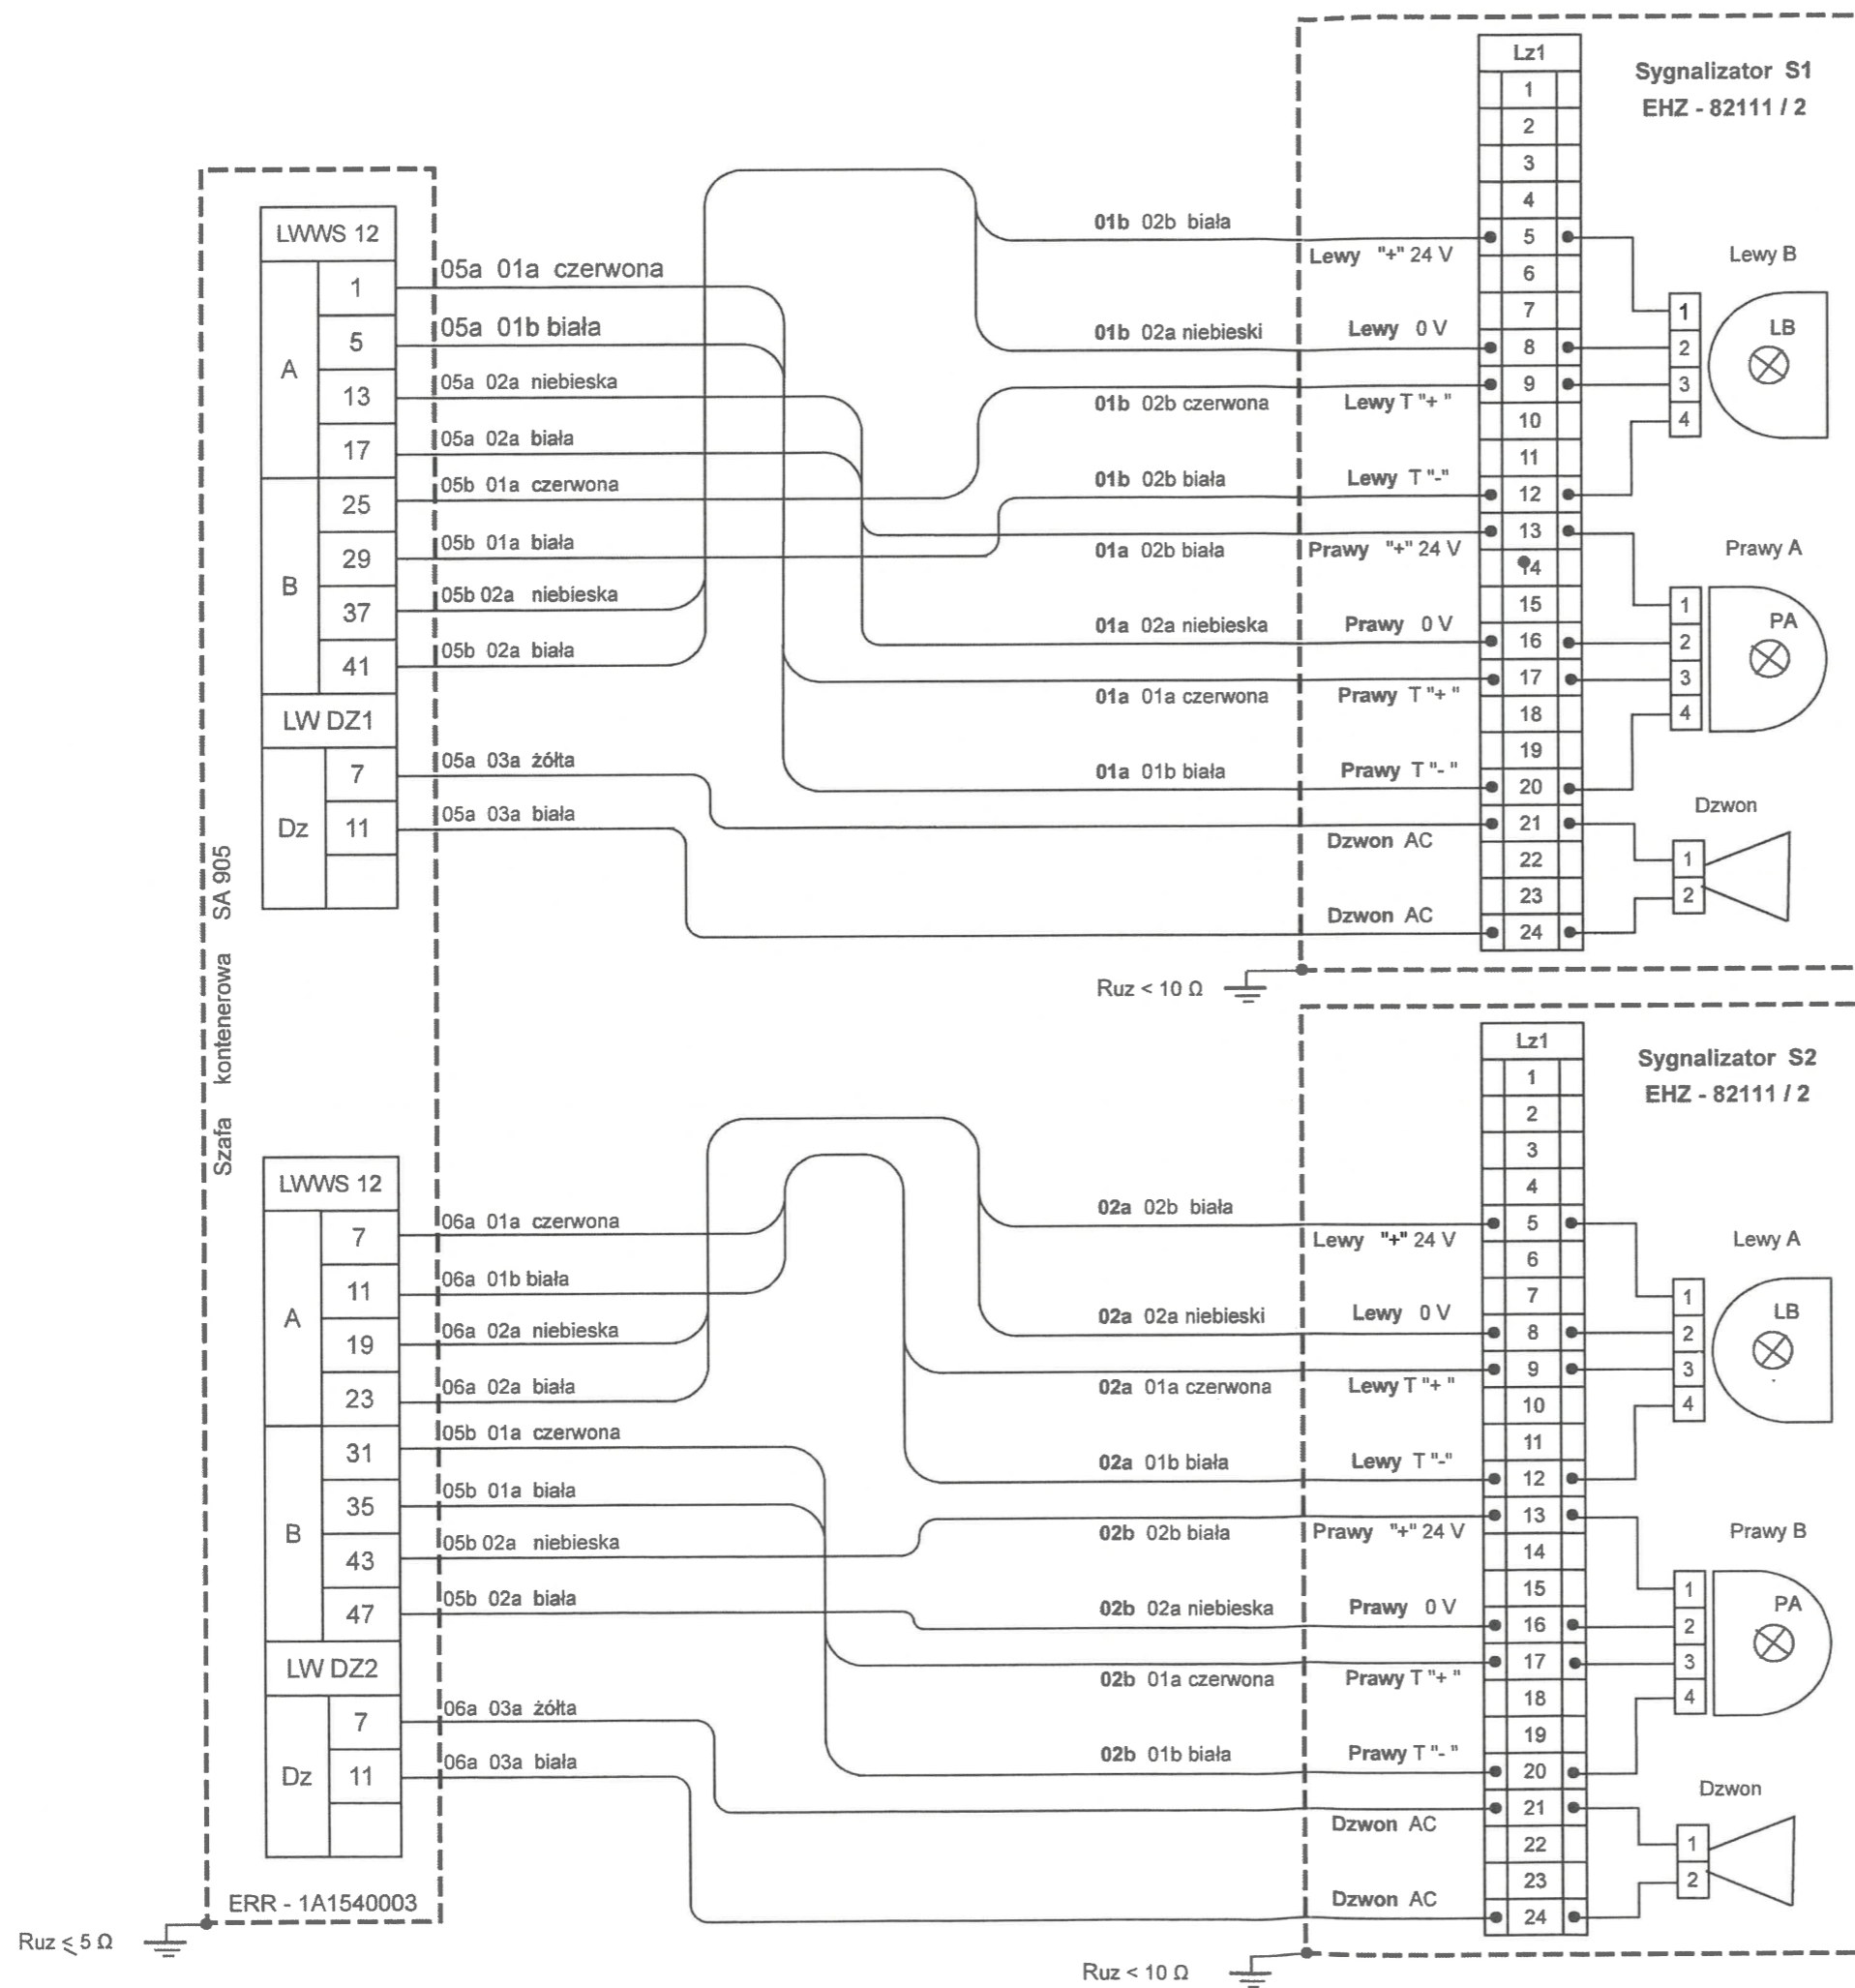 Lz1
Sygnalizator S1
EHZ - 82111 / 2
1
2
3
4
5
6
7
8
9
10
11
12
13
14
15
16
17
18
19
20
21
22
23
24
LWWS 12
A
1
5
13
17
B
25
29
37
41
LW DZ1
Dz
7
11
05a 01a czerwona
05a 01b biała
05a 02a niebieska
05a 02a biała
05b 01a czerwona
05b 01a biała
05b 02a niebieska
05b 02a biała
05a 03a żółta
05a 03a biała
01b 02b biała
Lewy "+" 24 V
01b 02a niebieski
Lewy 0 V
01b 02b czerwona
Lewy T "+ "
01b 02b biała
Lewy T "-"
01a 02b biała
Prawy "+" 24 V
01a 02a niebieska
Prawy 0 V
01a 01a czerwona
Prawy T "+ "
01a 01b biała
Prawy T "- "
Dzwon AC
Dzwon AC
Lewy B
1
2
3
4
LB
Prawy A
1
2
3
4
PA
Dzwon
1
2
Ruz < 10 Ω
Szafa kontenerowa SA 905
Lz1
Sygnalizator S2
EHZ - 82111 / 2
1
2
3
4
5
6
7
8
9
10
11
12
13
14
15
16
17
18
19
20
21
22
23
24
LWWS 12
A
7
11
19
23
B
31
35
43
47
LW DZ2
Dz
7
11
06a 01a czerwona
06a 01b biała
06a 02a niebieska
06a 02a biała
05b 01a czerwona
05b 01a biała
05b 02a niebieska
05b 02a biała
06a 03a żółta
06a 03a biała
02a 02b biała
Lewy "+" 24 V
02a 02a niebieski
Lewy 0 V
02a 01a czerwona
Lewy T "+ "
02a 01b biała
Lewy T "-"
02b 02b biała
Prawy "+" 24 V
02b 02a niebieska
Prawy 0 V
02b 01a czerwona
Prawy T "+ "
02b 01b biała
Prawy T "- "
Dzwon AC
Dzwon AC
Lewy A
1
2
3
4
LB
Prawy B
1
2
3
4
PA
Dzwon
1
2
ERR - 1A1540003
Ruz ≤ 5 Ω
Ruz < 10 Ω